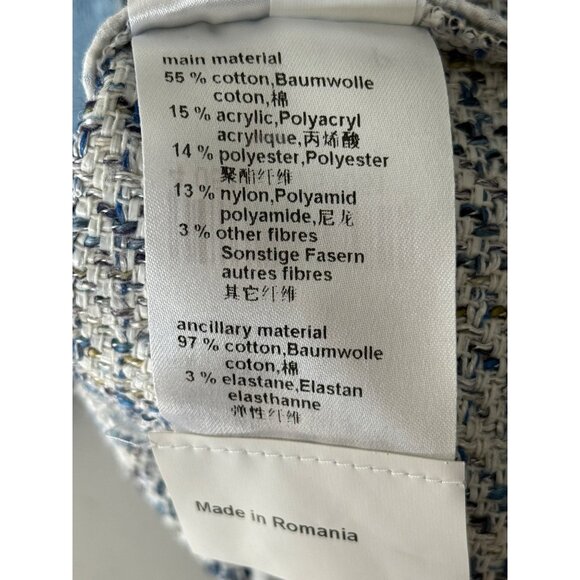 main material
55 % cotton,Baumwolle
coton,棉
15 % acrylic,Polyacryl
acrylique,丙烯酸
14 % polyester,Polyester
聚酯纤维
13 % nylon,Polyamid
polyamide,尼龙
3 % other fibres
Sonstige Fasern
autres fibres
其它纤维
ancillary material
97 % cotton,Baumwolle
coton,棉
3 % elastane,Elastan
elasthanne
弹性纤维
Made in Romania